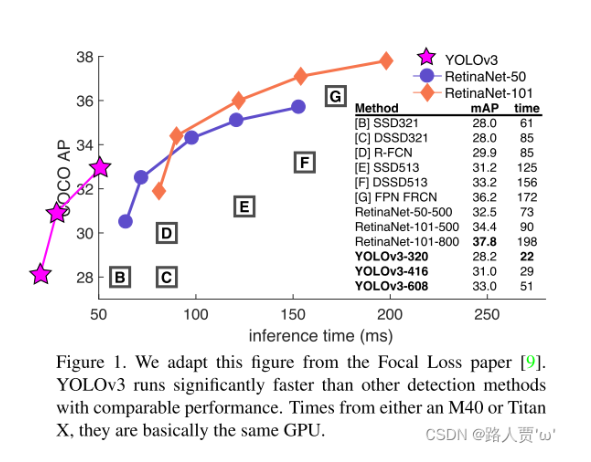 38
36
34
32
30
28
COCO AP
50
100
150
200
250
inference time (ms)
B
C
D
E
F
G
YOLOv3
RetinaNet-50
RetinaNet-101
Method mAP time
[B] SSD321 28.0 61
[C] DSSD321 28.0 85
[D] R-FCN 29.9 85
[E] SSD513 31.2 125
[F] DSSD513 33.2 156
[G] FPN FRCN 36.2 172
RetinaNet-50-500 32.5 73
RetinaNet-101-500 34.4 90
RetinaNet-101-800 37.8 198
YOLOv3-320 28.2 22
YOLOv3-416 31.0 29
YOLOv3-608 33.0 51
Figure 1. We adapt this figure from the Focal Loss paper [9].
YOLOv3 runs significantly faster than other detection methods
with comparable performance. Times from either an M40 or Titan
X, they are basically the same GPU.
CSDN @路人贾'ω'